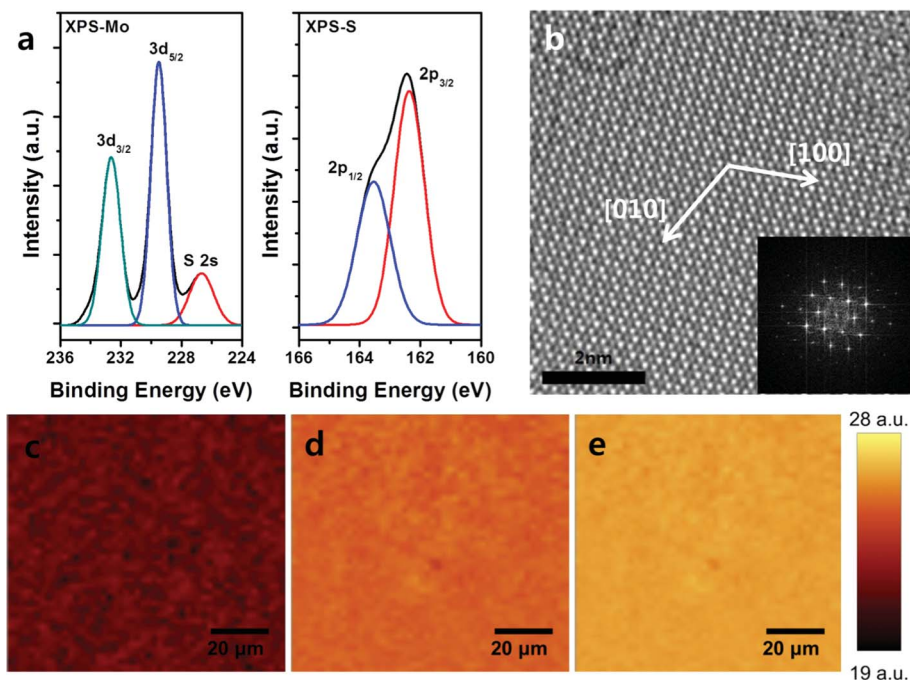 a
XPS-Mo
3d5/2
3d3/2
S 2s
Intensity (a.u.)
236 232 228 224
Binding Energy (eV)
XPS-S
2p3/2
2p1/2
Intensity (a.u.)
166 164 162 160
Binding Energy (eV)
b
[100]
[010]
2nm
c
20 µm
d
20 µm
e
20 µm
28 a.u.
19 a.u.